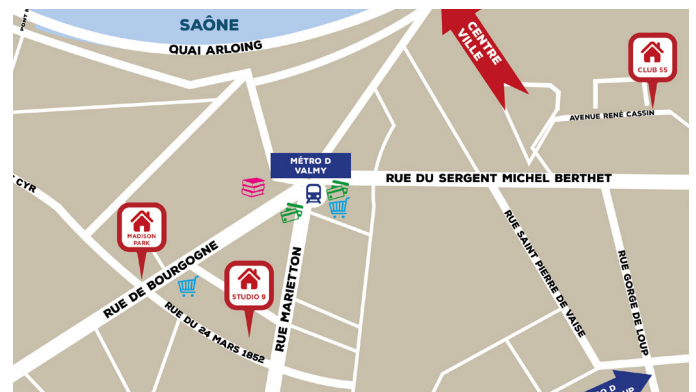 SAÔNE
QUAI ARLOING
CENTRE
VILLE
CLUB 55
AVENUE RENÉ CASSIN
MÉTRO D
VALMY
RUE DU SERGENT MICHEL BERTHET
CYR
MADISON
PARK
RUE DE BOURGOGNE
STUDIO 9
RUE MARIETTON
RUE DU 24 MARS 1852
RUE SAINT PIERRE DE VAISE
RUE GORGE DE LOUP